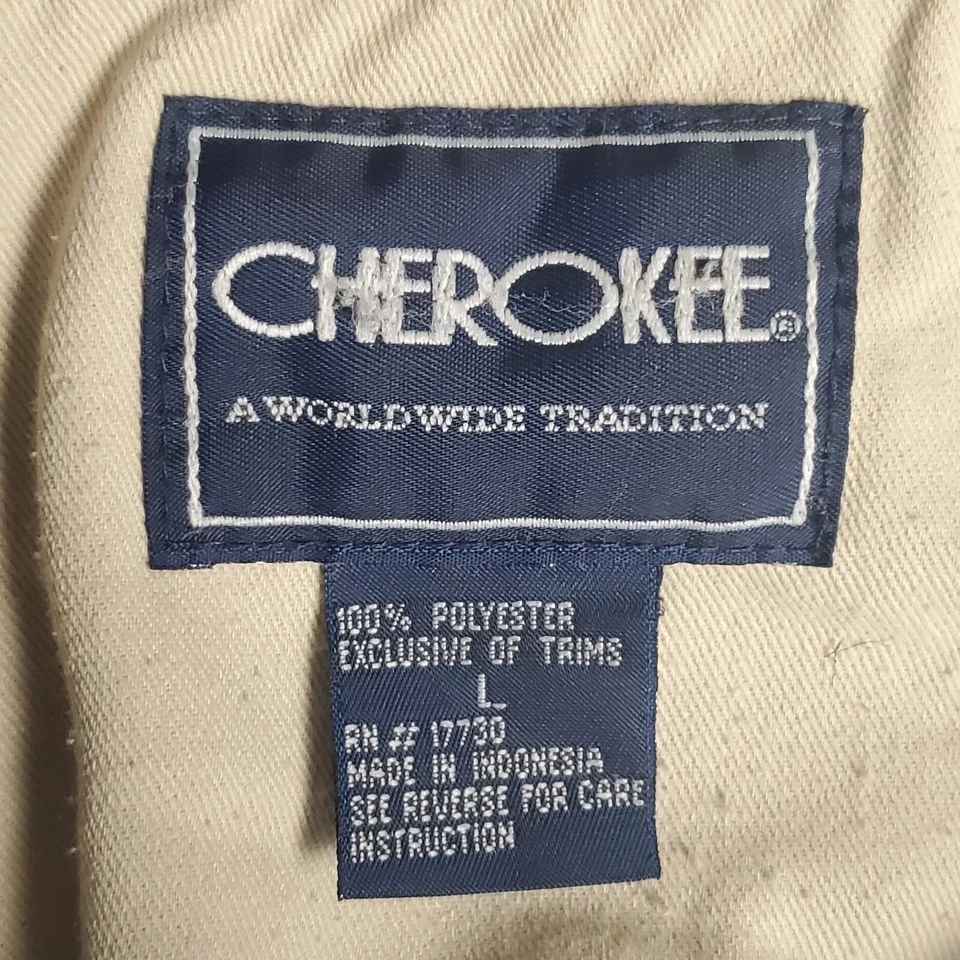 CHEROKEE®
A WORLDWIDE TRADITION
100% POLYESTER
EXCLUSIVE OF TRIMS
L
RN # 17730
MADE IN INDONESIA
SEE REVERSE FOR CARE
INSTRUCTION